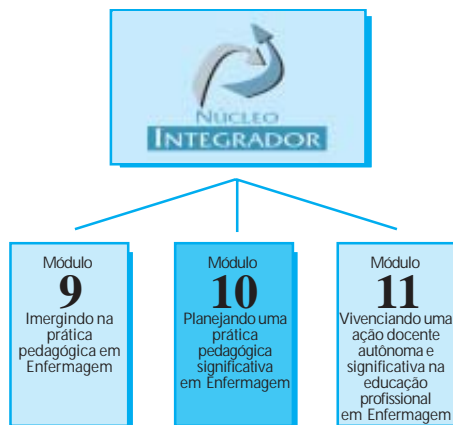 NÚCLEO
INTEGRADOR
Módulo
9
Imergindo na
prática
pedagógica em
Enfermagem
Módulo
10
Planejando uma
prática
pedagógica
significativa
em Enfermagem
Módulo
11
Vivenciando uma
ação docente
autônoma e
significativa na
educação
profissional
em Enfermagem